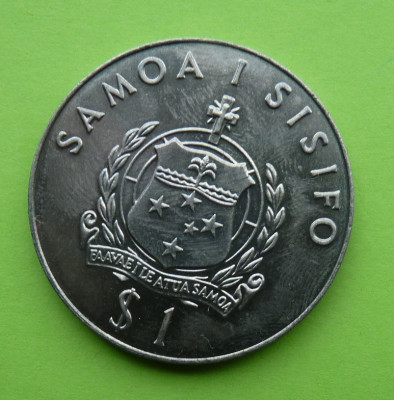 SAMOA I SISIFO
FAAVAE I LE ATUA SAMOA
$ 1